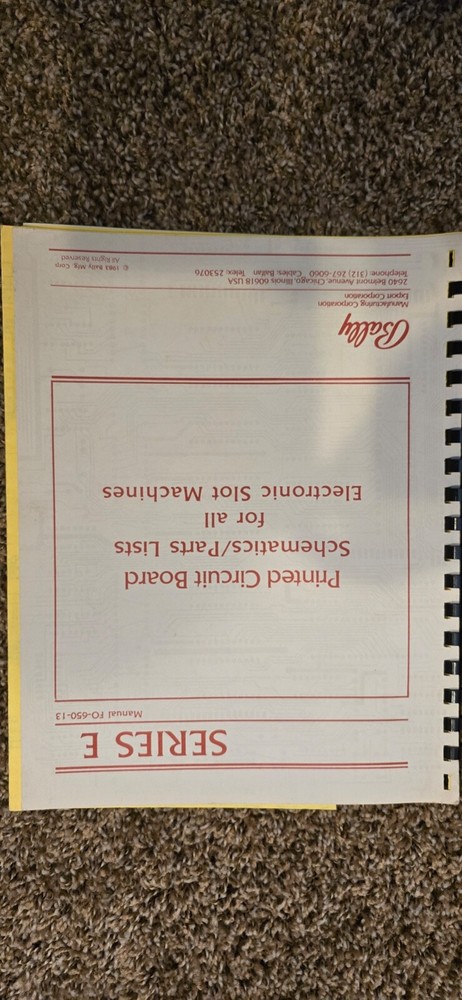 SERIES E
Manual FO-650-13
Printed Circuit Board
Schematics/Parts Lists
for all
Electronic Slot Machines
Bally
Manufacturing Corporation
Export Corporation
2640 Belmont Avenue, Chicago, Illinois 60618 USA
Telephone: (312) 267-6060 Cables: Ballan Telex: 253076
© 1983 Bally Mfg. Corp.
All Rights Reserved